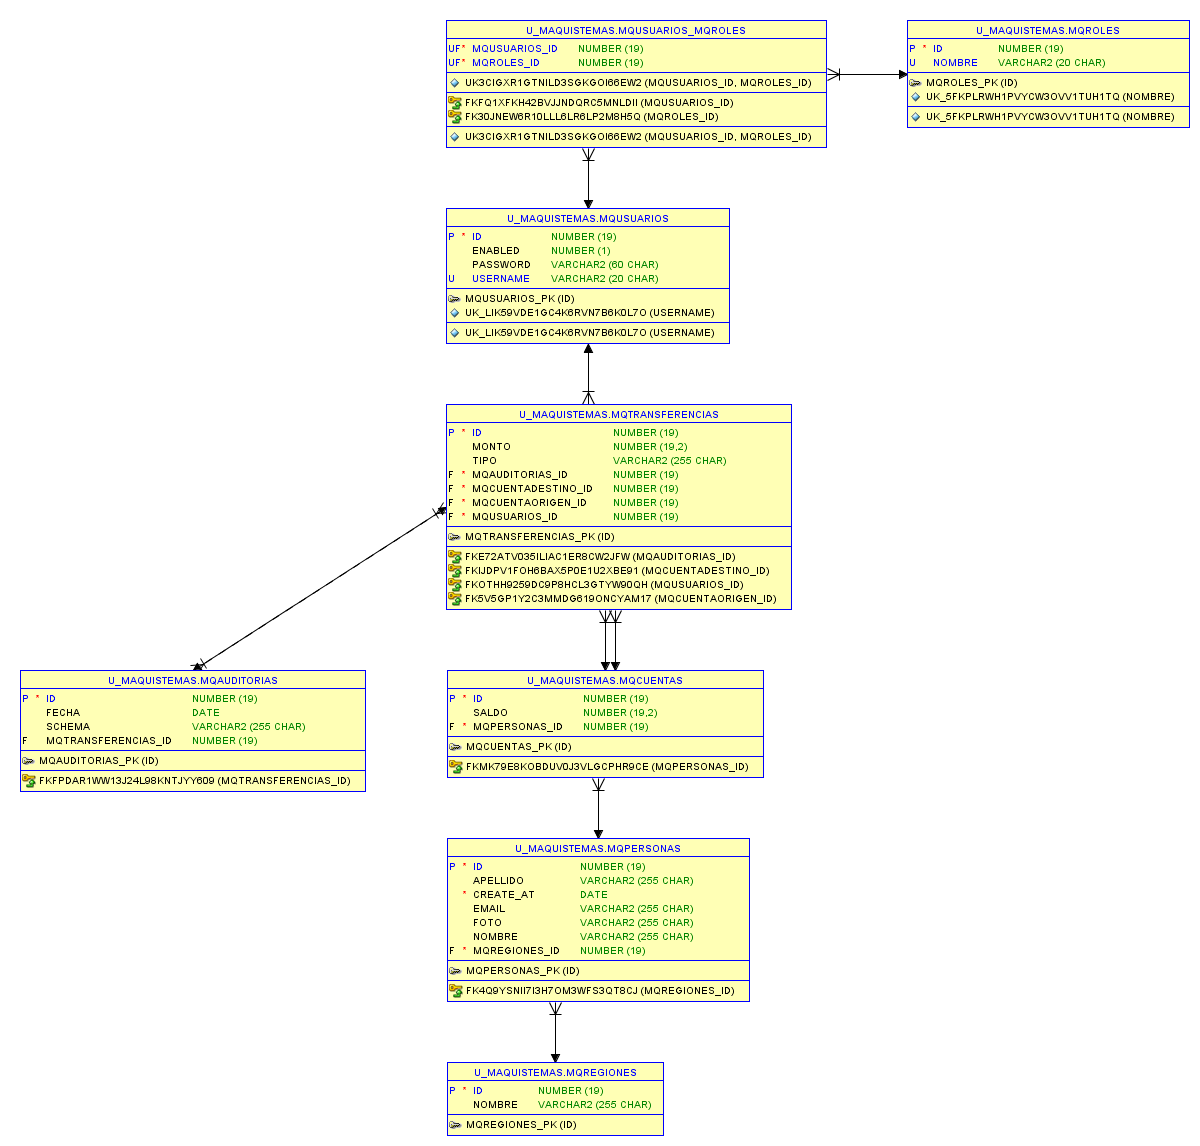 U_MAQUISTEMAS.MQUSUARIOS_MQROLES
UF* MQUSUARIOS_ID NUMBER (19)
UF* MQROLES_ID NUMBER (19)
UK3CIGXR1GTNILD3SGKGOI66EW2 (MQUSUARIOS_ID, MQROLES_ID)
FKFQ1XFKH42BVJJNDQRC5MNLDII (MQUSUARIOS_ID)
FK30JNEW6R10LLL6LR6LP2M8H5Q (MQROLES_ID)
UK3CIGXR1GTNILD3SGKGOI66EW2 (MQUSUARIOS_ID, MQROLES_ID)
U_MAQUISTEMAS.MQROLES
P * ID NUMBER (19)
U NOMBRE VARCHAR2 (20 CHAR)
MQROLES_PK (ID)
UK_5FKPLRWH1PVYCW3OVV1TUH1TQ (NOMBRE)
UK_5FKPLRWH1PVYCW3OVV1TUH1TQ (NOMBRE)
U_MAQUISTEMAS.MQUSUARIOS
P * ID NUMBER (19)
ENABLED NUMBER (1)
PASSWORD VARCHAR2 (60 CHAR)
U USERNAME VARCHAR2 (20 CHAR)
MQUSUARIOS_PK (ID)
UK_LIK59VDE1GC4K6RVN7B6K0L7O (USERNAME)
UK_LIK59VDE1GC4K6RVN7B6K0L7O (USERNAME)
U_MAQUISTEMAS.MQTRANSFERENCIAS
P * ID NUMBER (19)
MONTO NUMBER (19,2)
TIPO VARCHAR2 (255 CHAR)
F * MQAUDITORIAS_ID NUMBER (19)
F * MQCUENTADESTINO_ID NUMBER (19)
F * MQCUENTAORIGEN_ID NUMBER (19)
F * MQUSUARIOS_ID NUMBER (19)
MQTRANSFERENCIAS_PK (ID)
FKE72ATV035ILIAC1ER8CW2JFW (MQAUDITORIAS_ID)
FKIJDPV1FOH6BAX5P0E1U2XBE91 (MQCUENTADESTINO_ID)
FKOTHH9259DC9P8HCL3GTYW90QH (MQUSUARIOS_ID)
FK5V5GP1Y2C3MMDG619ONCYAM17 (MQCUENTAORIGEN_ID)
U_MAQUISTEMAS.MQAUDITORIAS
P * ID NUMBER (19)
FECHA DATE
SCHEMA VARCHAR2 (255 CHAR)
F MQTRANSFERENCIAS_ID NUMBER (19)
MQAUDITORIAS_PK (ID)
FKFPDAR1WW13J24L98KNTJYY609 (MQTRANSFERENCIAS_ID)
U_MAQUISTEMAS.MQCUENTAS
P * ID NUMBER (19)
SALDO NUMBER (19,2)
F * MQPERSONAS_ID NUMBER (19)
MQCUENTAS_PK (ID)
FKMK79E8KOBDUV0J3VLGCPHR9CE (MQPERSONAS_ID)
U_MAQUISTEMAS.MQPERSONAS
P * ID NUMBER (19)
APELLIDO VARCHAR2 (255 CHAR)
* CREATE_AT DATE
EMAIL VARCHAR2 (255 CHAR)
FOTO VARCHAR2 (255 CHAR)
NOMBRE VARCHAR2 (255 CHAR)
F * MQREGIONES_ID NUMBER (19)
MQPERSONAS_PK (ID)
FK4Q9YSNII7I3H7OM3WFS3QT8CJ (MQREGIONES_ID)
U_MAQUISTEMAS.MQREGIONES
P * ID NUMBER (19)
NOMBRE VARCHAR2 (255 CHAR)
MQREGIONES_PK (ID)